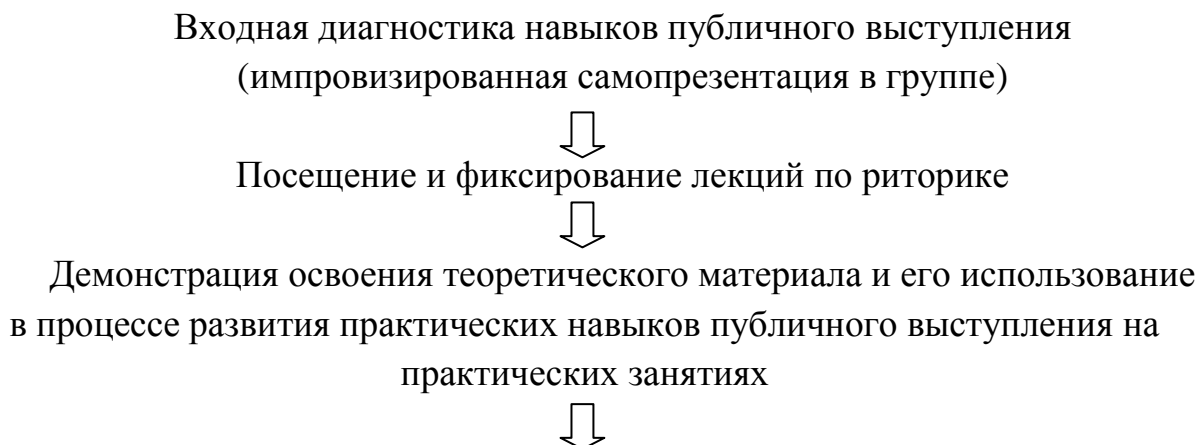 Входная диагностика навыков публичного выступления
(импровизированная самопрезентация в группе)
Посещение и фиксирование лекций по риторике
Демонстрация освоения теоретического материала и его использование
в процессе развития практических навыков публичного выступления на
практических занятиях